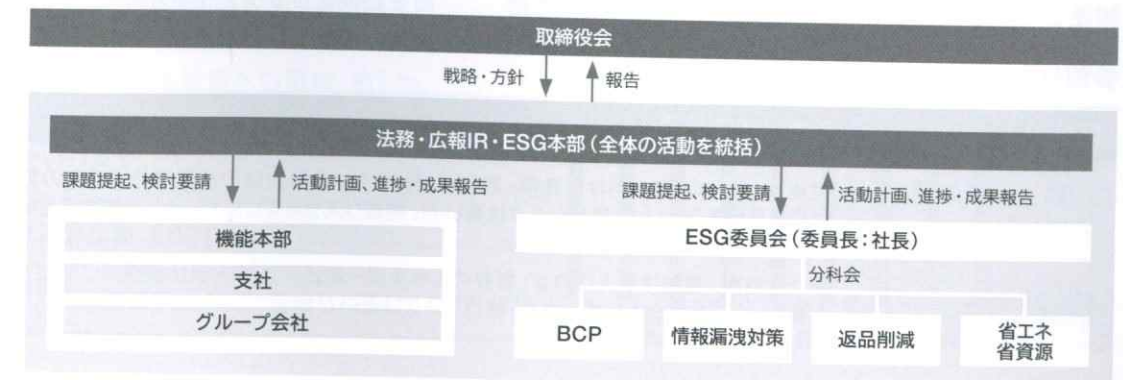 取締役会
戦略・方針
報告
法務・広報IR・ESG本部(全体の活動を統括)
課題提起、検討要請
活動計画、進捗・成果報告
課題提起、検討要請
活動計画、進捗・成果報告
機能本部
支社
グループ会社
ESG委員会(委員長:社長)
分科会
BCP
情報漏洩対策
返品削減
省エネ
省資源